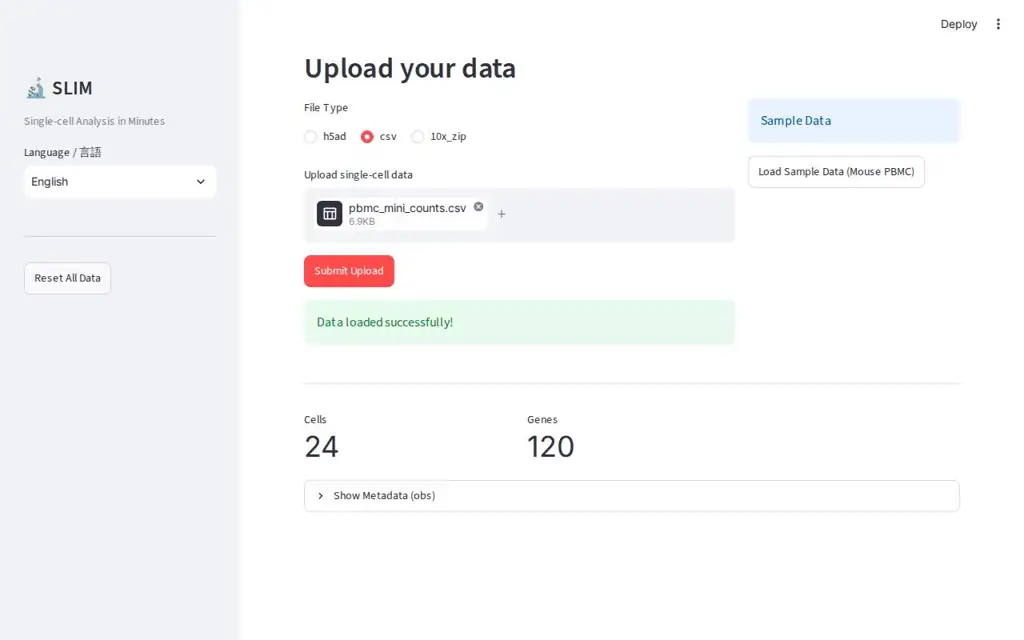 Deploy
SLIM
Single-cell Analysis in Minutes
Language / 言語
English
Reset All Data
Upload your data
File Type
h5ad csv 10x_zip
Upload single-cell data
pbmc_mini_counts.csv
6.9KB
Submit Upload
Data loaded successfully!
Sample Data
Load Sample Data (Mouse PBMC)
Cells
24
Genes
120
Show Metadata (obs)